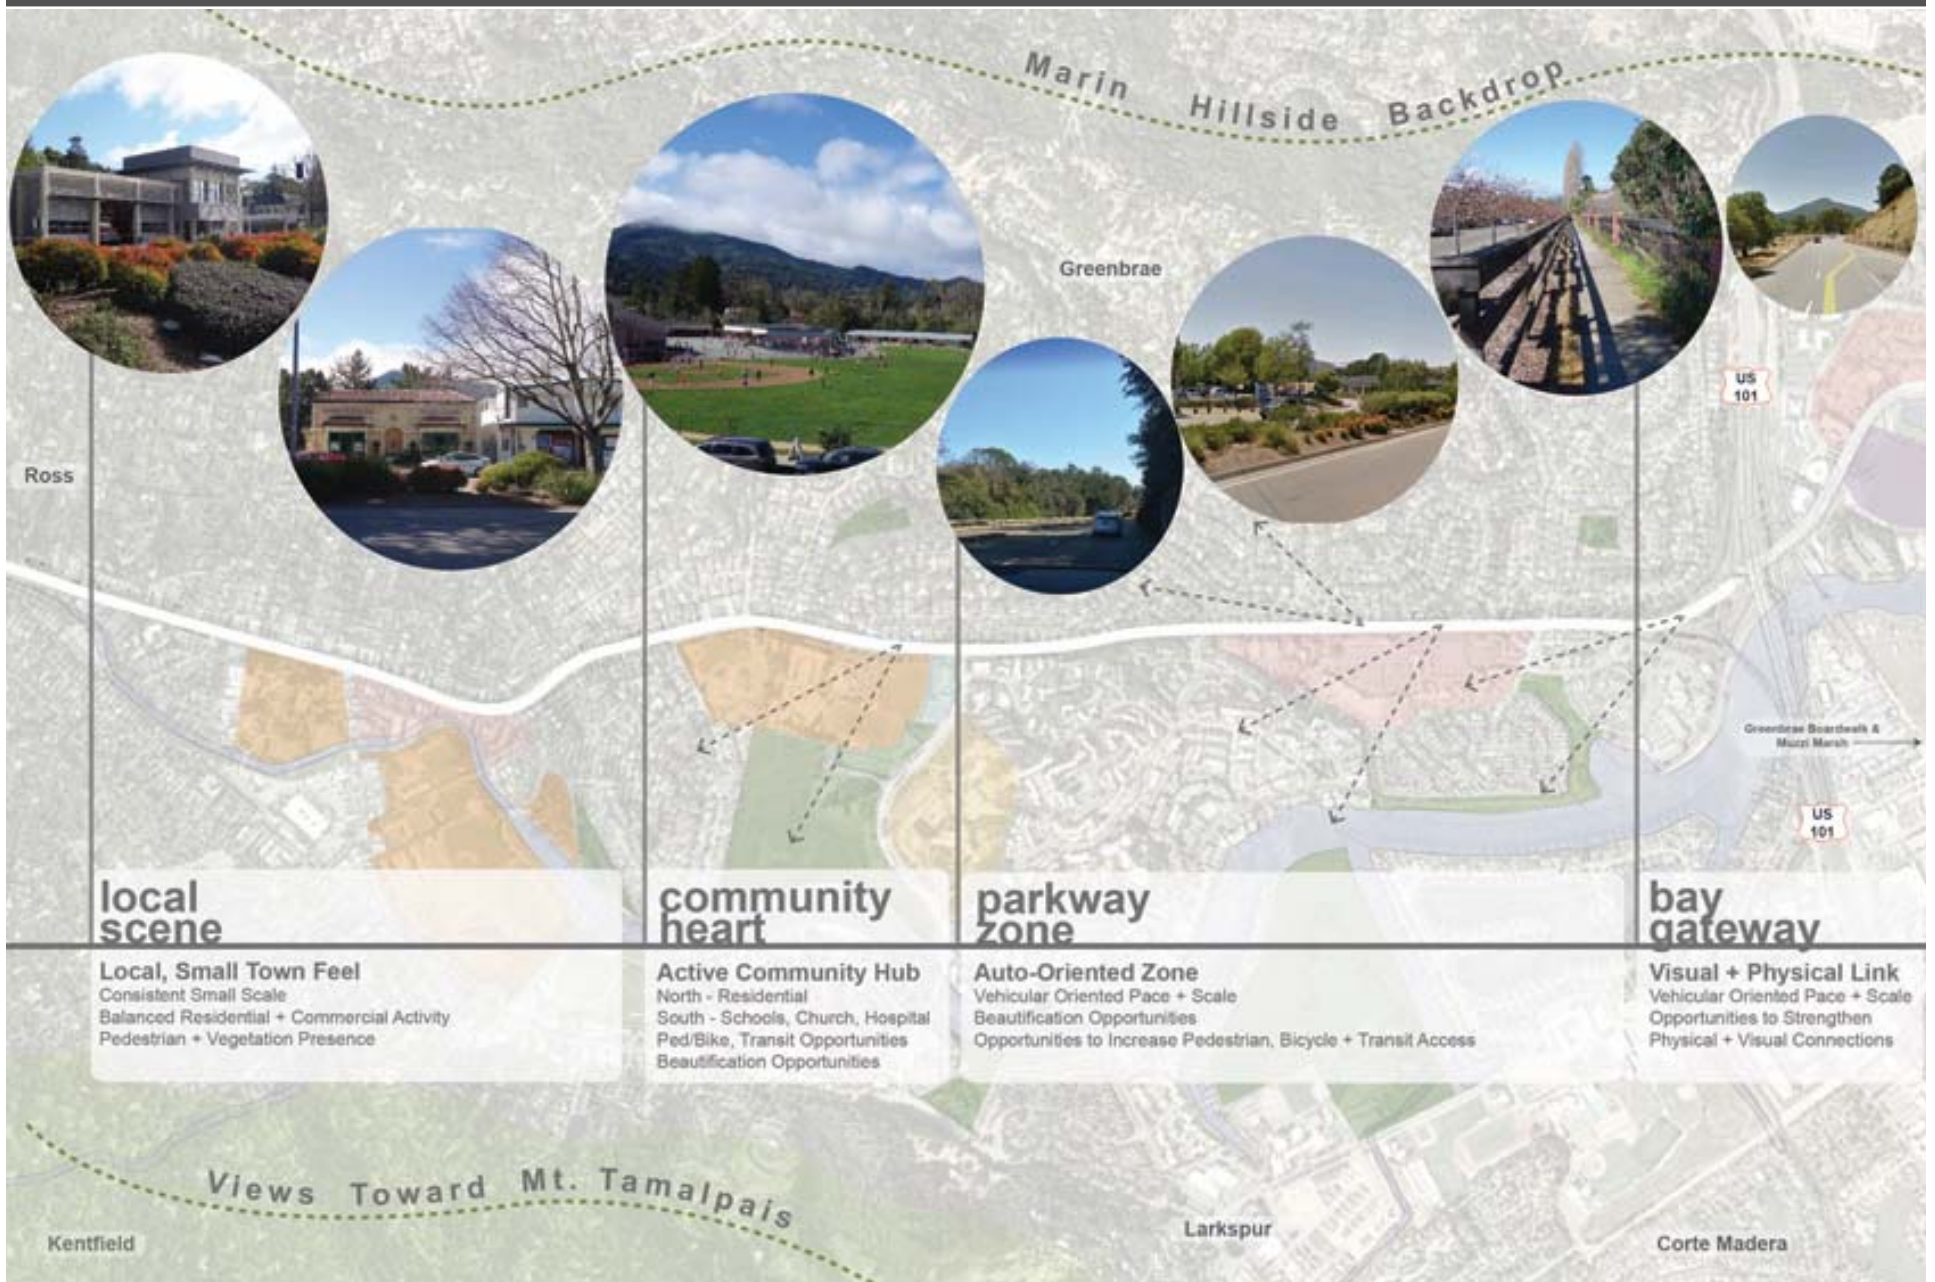 Marin Hillside Backdrop
Greenbrae
US
101
Ross
Greenbrae Boardwalk &
Muzzi Marsh
US
101
local
scene
Local, Small Town Feel
Consistent Small Scale
Balanced Residential + Commercial Activity
Pedestrian + Vegetation Presence
community
heart
Active Community Hub
North - Residential
South - Schools, Church, Hospital
Ped/Bike, Transit Opportunities
Beautification Opportunities
parkway
zone
Auto-Oriented Zone
Vehicular Oriented Pace + Scale
Beautification Opportunities
Opportunities to Increase Pedestrian, Bicycle + Transit Access
bay
gateway
Visual + Physical Link
Vehicular Oriented Pace + Scale
Opportunities to Strengthen
Physical + Visual Connections
Views Toward Mt. Tamalpais
Kentfield
Larkspur
Corte Madera